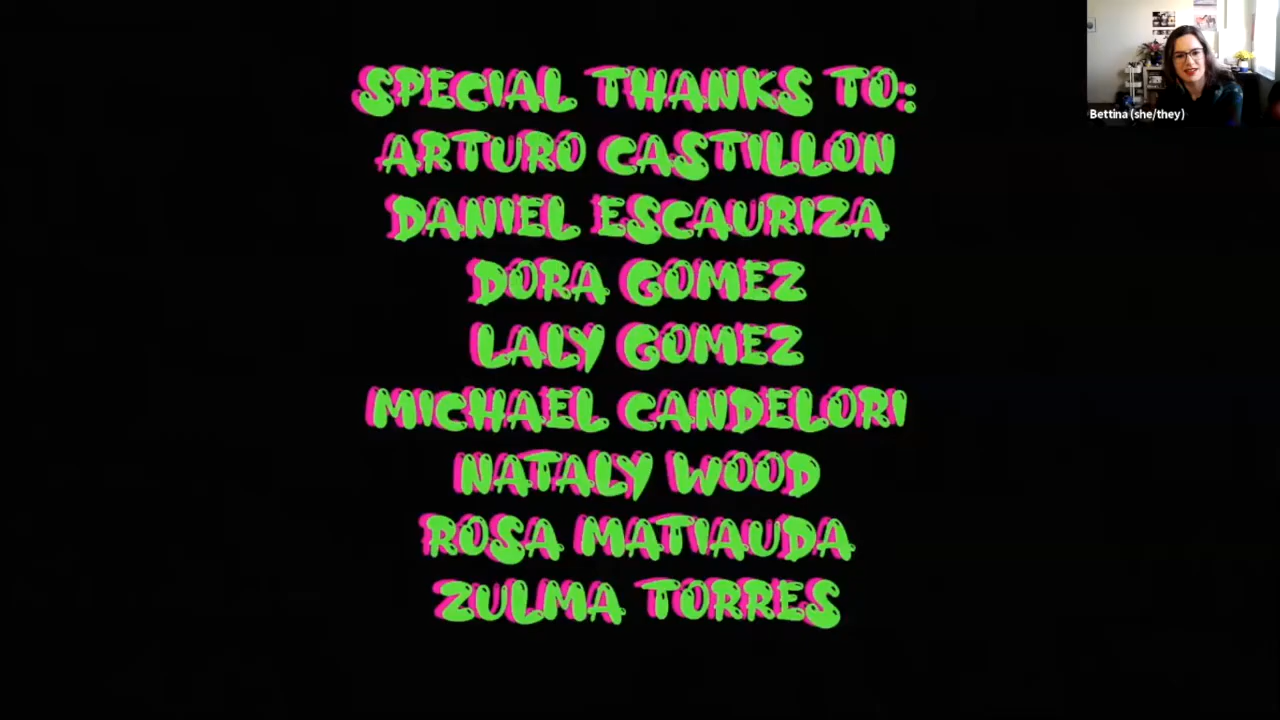 SPECIAL THANKS TO:
ARTURO CASTILLON
DANIEL ESCAURIZA
DORA GOMEZ
LALY GOMEZ
MICHAEL CANDELORI
NATALY WOOD
ROSA MATIAUDA
ZULMA TORRES
Bettina (she/they)